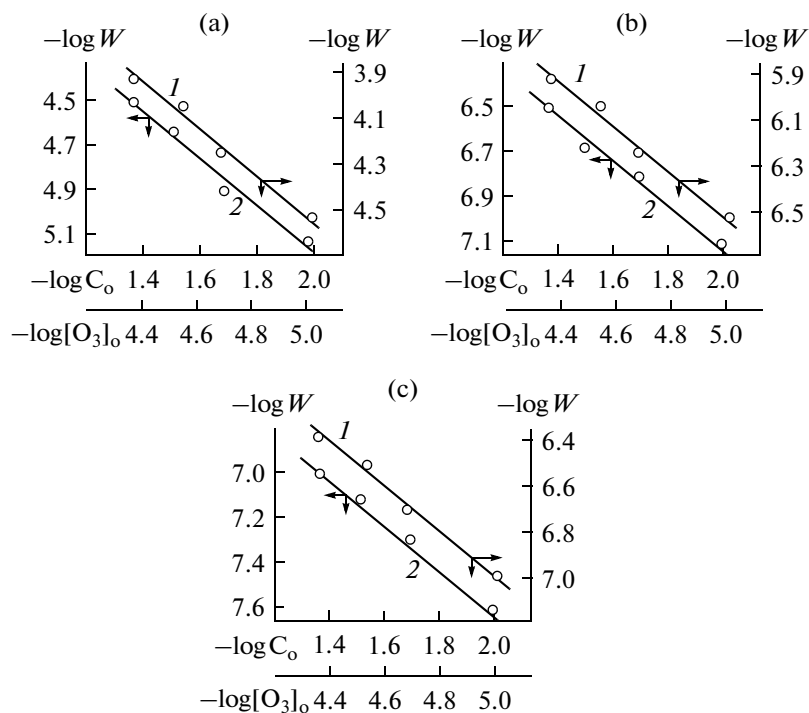 (a)
−log W
−log W
4.5
4.7
4.9
5.1
1
2
3.9
4.1
4.3
4.5
−log C₀ 1.4 1.6 1.8 2.0
−log[O₃]₀ 4.4 4.6 4.8 5.0
(b)
−log W
−log W
6.5
6.7
6.9
7.1
1
2
5.9
6.1
6.3
6.5
−log C₀ 1.4 1.6 1.8 2.0
−log[O₃]₀ 4.4 4.6 4.8 5.0
(c)
−log W
−log W
7.0
7.2
7.4
7.6
1
2
6.4
6.6
6.8
7.0
−log C₀ 1.4 1.6 1.8 2.0
−log[O₃]₀ 4.4 4.6 4.8 5.0